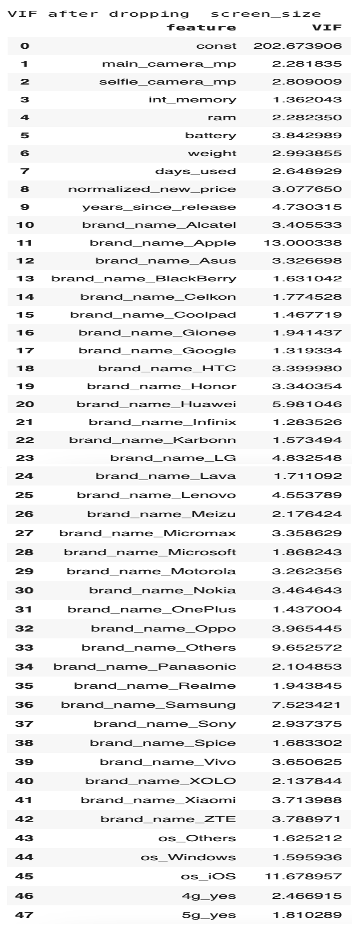 VIF after dropping  screen_size
feature VIF
0 const 202.673906
1 main_camera_mp 2.281835
2 selfie_camera_mp 2.809009
3 int_memory 1.362043
4 ram 2.282350
5 battery 3.842989
6 weight 2.993855
7 days_used 2.648929
8 normalized_new_price 3.077650
9 years_since_release 4.730315
10 brand_name_Alcatel 3.405533
11 brand_name_Apple 13.000338
12 brand_name_Asus 3.326698
13 brand_name_BlackBerry 1.631042
14 brand_name_Celkon 1.774528
15 brand_name_Coolpad 1.467719
16 brand_name_Gionee 1.941437
17 brand_name_Google 1.319334
18 brand_name_HTC 3.399980
19 brand_name_Honor 3.340354
20 brand_name_Huawei 5.981046
21 brand_name_Infinix 1.283526
22 brand_name_Karbonn 1.573494
23 brand_name_LG 4.832548
24 brand_name_Lava 1.711092
25 brand_name_Lenovo 4.553789
26 brand_name_Meizu 2.176424
27 brand_name_Micromax 3.358629
28 brand_name_Microsoft 1.868243
29 brand_name_Motorola 3.262356
30 brand_name_Nokia 3.464643
31 brand_name_OnePlus 1.437004
32 brand_name_Oppo 3.965445
33 brand_name_Others 9.652572
34 brand_name_Panasonic 2.104853
35 brand_name_Realme 1.943845
36 brand_name_Samsung 7.523421
37 brand_name_Sony 2.937375
38 brand_name_Spice 1.683302
39 brand_name_Vivo 3.650625
40 brand_name_XOLO 2.137844
41 brand_name_Xiaomi 3.713988
42 brand_name_ZTE 3.788971
43 os_Others 1.625212
44 os_Windows 1.595936
45 os_iOS 11.678957
46 4g_yes 2.466915
47 5g_yes 1.810289